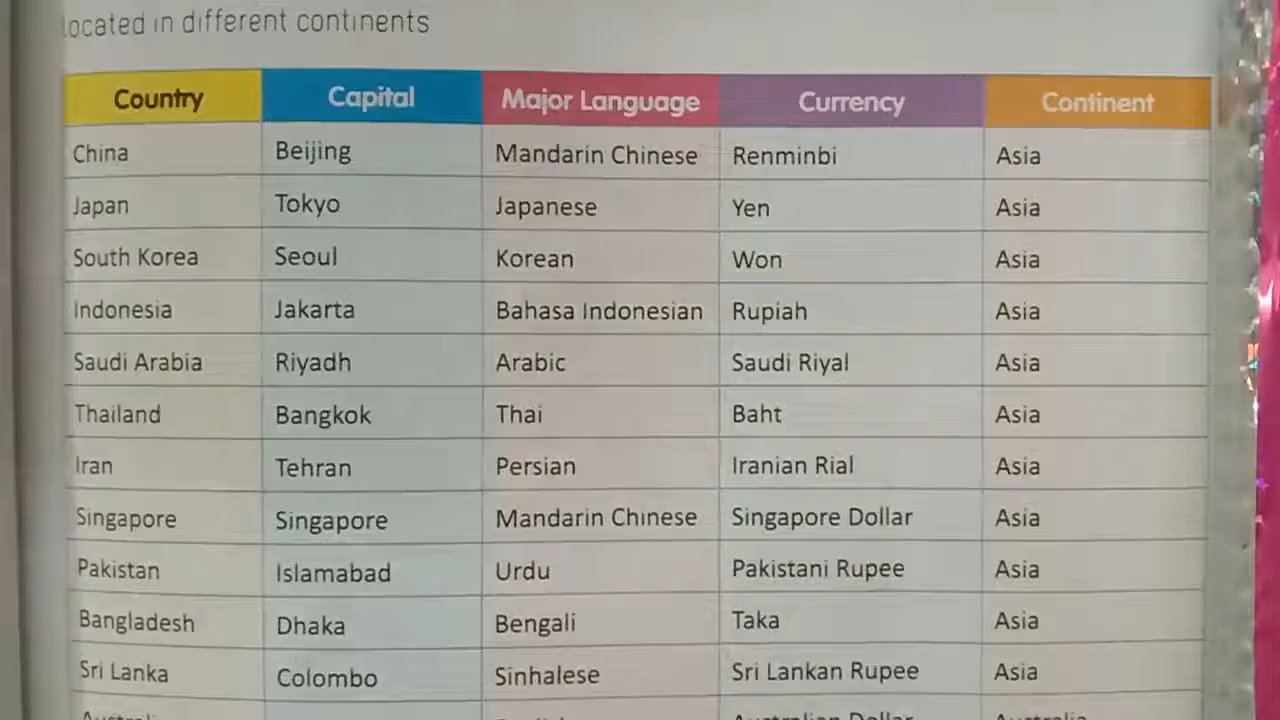 located in different continents
Country Capital Major Language Currency Continent
China Beijing Mandarin Chinese Renminbi Asia
Japan Tokyo Japanese Yen Asia
South Korea Seoul Korean Won Asia
Indonesia Jakarta Bahasa Indonesian Rupiah Asia
Saudi Arabia Riyadh Arabic Saudi Riyal Asia
Thailand Bangkok Thai Baht Asia
Iran Tehran Persian Iranian Rial Asia
Singapore Singapore Mandarin Chinese Singapore Dollar Asia
Pakistan Islamabad Urdu Pakistani Rupee Asia
Bangladesh Dhaka Bengali Taka Asia
Sri Lanka Colombo Sinhalese Sri Lankan Rupee Asia
Australian Dollar